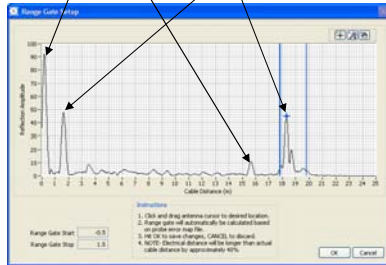 Range Gate Setup
100
90
80
70
60
50
40
30
20
10
0
Reflection Amplitude
0 1 2 3 4 5 6 7 8 9 10 11 12 13 14 15 16 17 18 19 20 21 22 23 24 25
Cable Distance (m)
Instructions
1. Click and drag antenna cursor to desired location.
2. Range gate will automatically be calculated based
on probe error map file.
3. Hit OK to save changes, CANCEL to discard.
4. NOTE: Electrical distance will be longer than actual
cable distance by approximately 40%.
Range Gate Start -0.5
Range Gate Stop 1.5
OK Cancel